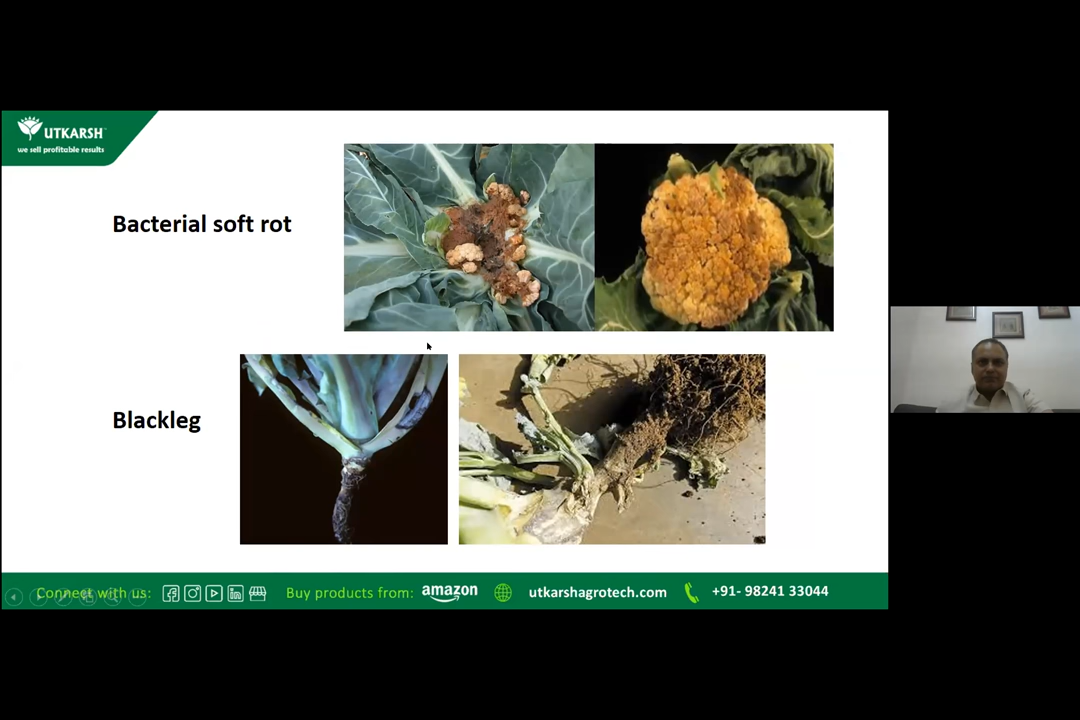 UTKARSH
we sell profitable results
Bacterial soft rot
Blackleg
Connect with us:
Buy products from: amazon
utkarshagrotech.com
+91- 98241 33044